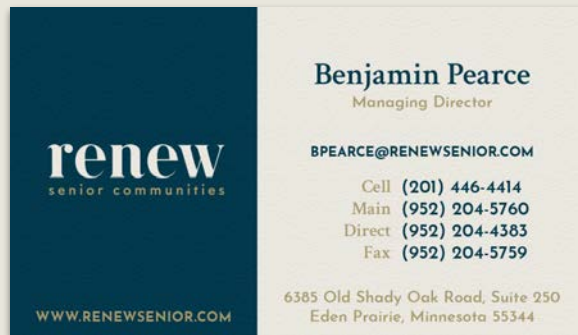 renew
senior communities
WWW.RENEWSENIOR.COM
Benjamin Pearce
Managing Director
BPEARCE@RENEWSENIOR.COM
Cell (201) 446-4414
Main (952) 204-5760
Direct (952) 204-4383
Fax (952) 204-5759
6385 Old Shady Oak Road, Suite 250
Eden Prairie, Minnesota 55344